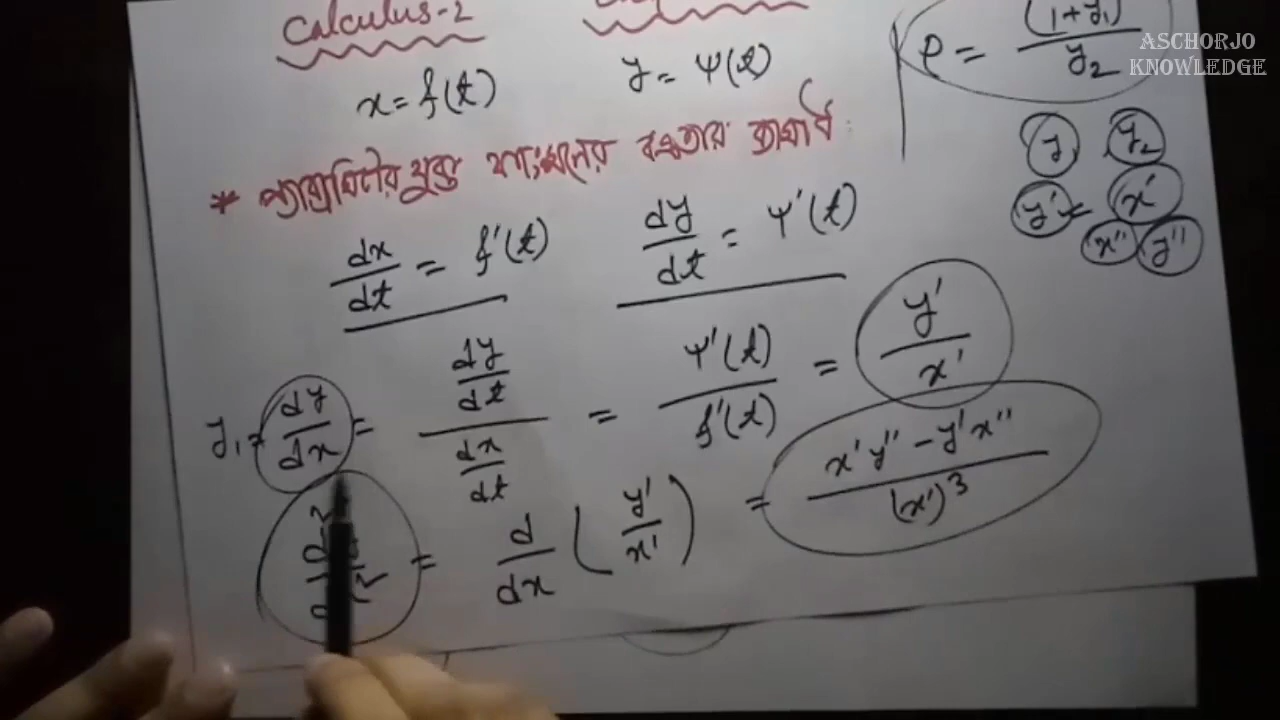 Calculus-2
x = f(t)
y = Ψ(t)
ρ = (1+y₁) / y₂
ASCHORJO
KNOWLEDGE
y₁ y₂
y' = x'
x'' y''
* প্যারামিটার যুক্ত ফাংশনের বক্রতার ব্যাসার্ধ :
dx/dt = f'(t)
dy/dt = Ψ'(t)
y₁ = dy/dx = (dy/dt) / (dx/dt) = Ψ'(t) / f'(t) = y' / x'
= d/dx (y'/x') = (x'y'' - y'x'') / (x')³